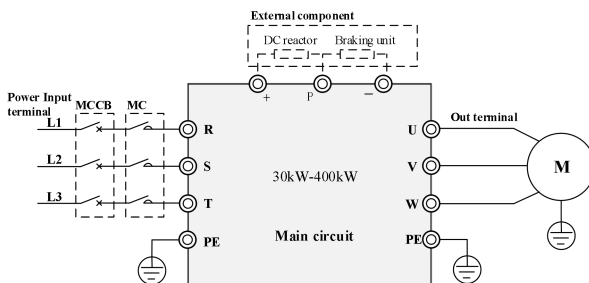 External component
DC reactor Braking unit
+ P −
Power Input
terminal
MCCB MC
L1 R U Out terminal
L2 S V M
30kW-400kW
L3 T W
PE Main circuit PE